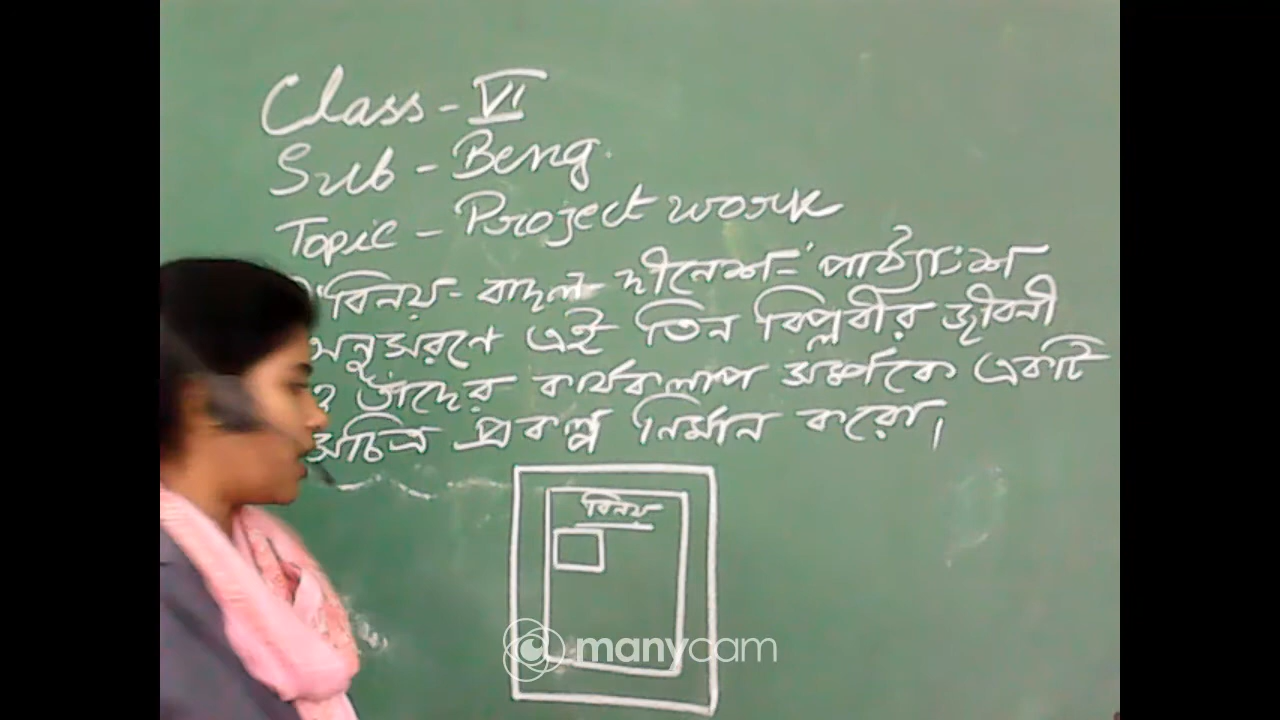 Class - VI
Sub - Beng.
Topic - Project work
"বিনয় - বাদল দীনেশ-' পাঠ্যাংশ
অনুসরণে এই তিন বিপ্লবীর জীবনী
ও তাঁদের কার্যকলাপ সম্পর্কে একটি
সচিত্র প্রকল্প নির্মান করো।
বিনয়
manycam